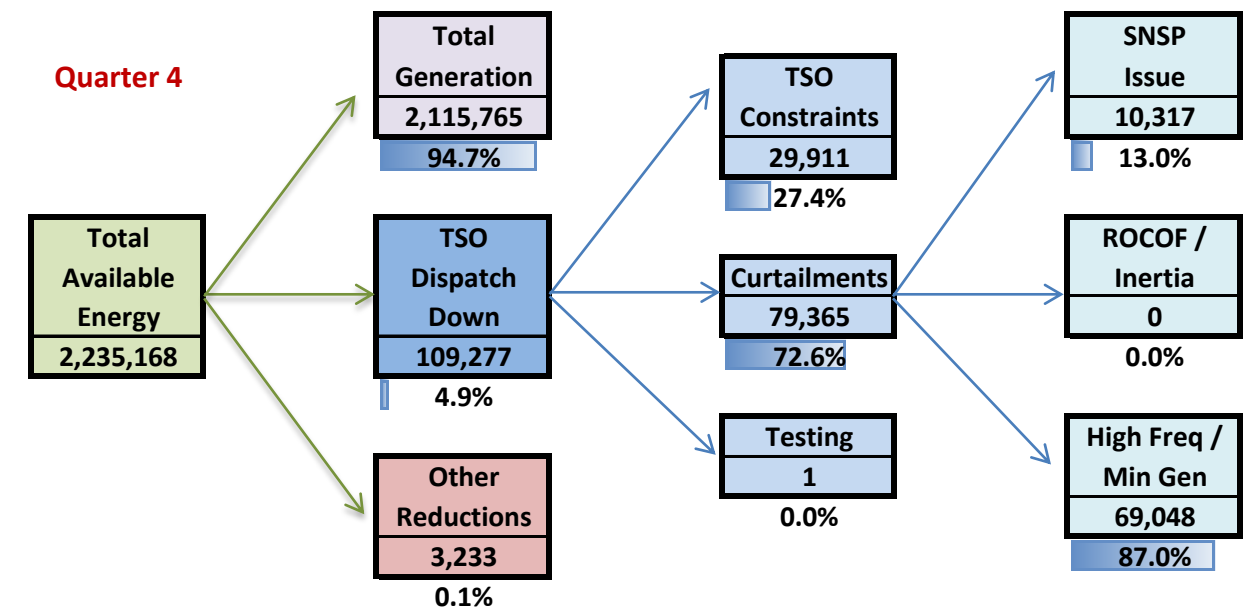 Quarter 4
Total
Available
Energy
2,235,168
Total
Generation
2,115,765
94.7%
TSO
Dispatch
Down
109,277
4.9%
Other
Reductions
3,233
0.1%
TSO
Constraints
29,911
27.4%
Curtailments
79,365
72.6%
Testing
1
0.0%
SNSP
Issue
10,317
13.0%
ROCOF /
Inertia
0
0.0%
High Freq /
Min Gen
69,048
87.0%